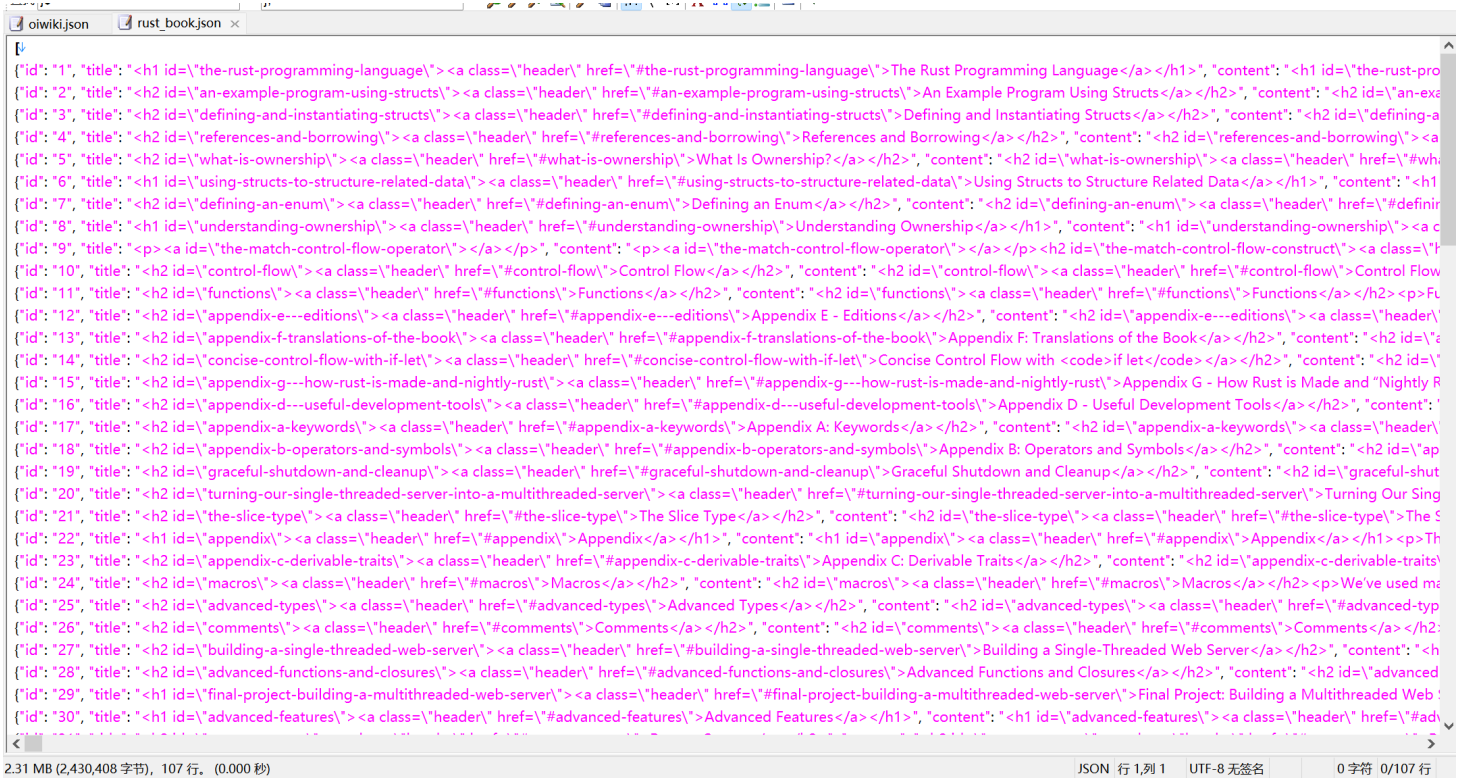 oiwiki.json rust_book.json
[
{"id": "1", "title": "<h1 id=\"the-rust-programming-language\"><a class=\"header\" href=\"#the-rust-programming-language\">The Rust Programming Language</a></h1>", "content": "<h1 id=\"the-rust-pro
{"id": "2", "title": "<h2 id=\"an-example-program-using-structs\"><a class=\"header\" href=\"#an-example-program-using-structs\">An Example Program Using Structs</a></h2>", "content": "<h2 id=\"an-exa
{"id": "3", "title": "<h2 id=\"defining-and-instantiating-structs\"><a class=\"header\" href=\"#defining-and-instantiating-structs\">Defining and Instantiating Structs</a></h2>", "content": "<h2 id=\"defining-a
{"id": "4", "title": "<h2 id=\"references-and-borrowing\"><a class=\"header\" href=\"#references-and-borrowing\">References and Borrowing</a></h2>", "content": "<h2 id=\"references-and-borrowing\"><a
{"id": "5", "title": "<h2 id=\"what-is-ownership\"><a class=\"header\" href=\"#what-is-ownership\">What Is Ownership?</a></h2>", "content": "<h2 id=\"what-is-ownership\"><a class=\"header\" href=\"#wha
{"id": "6", "title": "<h1 id=\"using-structs-to-structure-related-data\"><a class=\"header\" href=\"#using-structs-to-structure-related-data\">Using Structs to Structure Related Data</a></h1>", "content": "<h1
{"id": "7", "title": "<h2 id=\"defining-an-enum\"><a class=\"header\" href=\"#defining-an-enum\">Defining an Enum</a></h2>", "content": "<h2 id=\"defining-an-enum\"><a class=\"header\" href=\"#definin
{"id": "8", "title": "<h1 id=\"understanding-ownership\"><a class=\"header\" href=\"#understanding-ownership\">Understanding Ownership</a></h1>", "content": "<h1 id=\"understanding-ownership\"><a c
{"id": "9", "title": "<p><a id=\"the-match-control-flow-operator\"></a></p>", "content": "<p><a id=\"the-match-control-flow-operator\"></a></p><h2 id=\"the-match-control-flow-construct\"><a class=\"h
{"id": "10", "title": "<h2 id=\"control-flow\"><a class=\"header\" href=\"#control-flow\">Control Flow</a></h2>", "content": "<h2 id=\"control-flow\"><a class=\"header\" href=\"#control-flow\">Control Flow
{"id": "11", "title": "<h2 id=\"functions\"><a class=\"header\" href=\"#functions\">Functions</a></h2>", "content": "<h2 id=\"functions\"><a class=\"header\" href=\"#functions\">Functions</a></h2><p>Fu
{"id": "12", "title": "<h2 id=\"appendix-e---editions\"><a class=\"header\" href=\"#appendix-e---editions\">Appendix E - Editions</a></h2>", "content": "<h2 id=\"appendix-e---editions\"><a class=\"header\"
{"id": "13", "title": "<h2 id=\"appendix-f-translations-of-the-book\"><a class=\"header\" href=\"#appendix-f-translations-of-the-book\">Appendix F: Translations of the Book</a></h2>", "content": "<h2 id=\"a
{"id": "14", "title": "<h2 id=\"concise-control-flow-with-if-let\"><a class=\"header\" href=\"#concise-control-flow-with-if-let\">Concise Control Flow with <code>if let</code></a></h2>", "content": "<h2 id=\"
{"id": "15", "title": "<h2 id=\"appendix-g---how-rust-is-made-and-nightly-rust\"><a class=\"header\" href=\"#appendix-g---how-rust-is-made-and-nightly-rust\">Appendix G - How Rust is Made and “Nightly R
{"id": "16", "title": "<h2 id=\"appendix-d---useful-development-tools\"><a class=\"header\" href=\"#appendix-d---useful-development-tools\">Appendix D - Useful Development Tools</a></h2>", "content": "
{"id": "17", "title": "<h2 id=\"appendix-a-keywords\"><a class=\"header\" href=\"#appendix-a-keywords\">Appendix A: Keywords</a></h2>", "content": "<h2 id=\"appendix-a-keywords\"><a class=\"header\"
{"id": "18", "title": "<h2 id=\"appendix-b-operators-and-symbols\"><a class=\"header\" href=\"#appendix-b-operators-and-symbols\">Appendix B: Operators and Symbols</a></h2>", "content": "<h2 id=\"ap
{"id": "19", "title": "<h2 id=\"graceful-shutdown-and-cleanup\"><a class=\"header\" href=\"#graceful-shutdown-and-cleanup\">Graceful Shutdown and Cleanup</a></h2>", "content": "<h2 id=\"graceful-shut
{"id": "20", "title": "<h2 id=\"turning-our-single-threaded-server-into-a-multithreaded-server\"><a class=\"header\" href=\"#turning-our-single-threaded-server-into-a-multithreaded-server\">Turning Our Sing
{"id": "21", "title": "<h2 id=\"the-slice-type\"><a class=\"header\" href=\"#the-slice-type\">The Slice Type</a></h2>", "content": "<h2 id=\"the-slice-type\"><a class=\"header\" href=\"#the-slice-type\">The S
{"id": "22", "title": "<h1 id=\"appendix\"><a class=\"header\" href=\"#appendix\">Appendix</a></h1>", "content": "<h1 id=\"appendix\"><a class=\"header\" href=\"#appendix\">Appendix</a></h1><p>Th
{"id": "23", "title": "<h2 id=\"appendix-c-derivable-traits\"><a class=\"header\" href=\"#appendix-c-derivable-traits\">Appendix C: Derivable Traits</a></h2>", "content": "<h2 id=\"appendix-c-derivable-traits\"
{"id": "24", "title": "<h2 id=\"macros\"><a class=\"header\" href=\"#macros\">Macros</a></h2>", "content": "<h2 id=\"macros\"><a class=\"header\" href=\"#macros\">Macros</a></h2><p>We’ve used ma
{"id": "25", "title": "<h2 id=\"advanced-types\"><a class=\"header\" href=\"#advanced-types\">Advanced Types</a></h2>", "content": "<h2 id=\"advanced-types\"><a class=\"header\" href=\"#advanced-typ
{"id": "26", "title": "<h2 id=\"comments\"><a class=\"header\" href=\"#comments\">Comments</a></h2>", "content": "<h2 id=\"comments\"><a class=\"header\" href=\"#comments\">Comments</a></h2>
{"id": "27", "title": "<h2 id=\"building-a-single-threaded-web-server\"><a class=\"header\" href=\"#building-a-single-threaded-web-server\">Building a Single-Threaded Web Server</a></h2>", "content": "<h
{"id": "28", "title": "<h2 id=\"advanced-functions-and-closures\"><a class=\"header\" href=\"#advanced-functions-and-closures\">Advanced Functions and Closures</a></h2>", "content": "<h2 id=\"advanced
{"id": "29", "title": "<h1 id=\"final-project-building-a-multithreaded-web-server\"><a class=\"header\" href=\"#final-project-building-a-multithreaded-web-server\">Final Project: Building a Multithreaded Web
{"id": "30", "title": "<h1 id=\"advanced-features\"><a class=\"header\" href=\"#advanced-features\">Advanced Features</a></h1>", "content": "<h1 id=\"advanced-features\"><a class=\"header\" href=\"#adv
2.31 MB (2,430,408 字节)，107 行。 (0.000 秒) JSON 行 1,列 1 UTF-8 无签名 0 字符 0/107 行